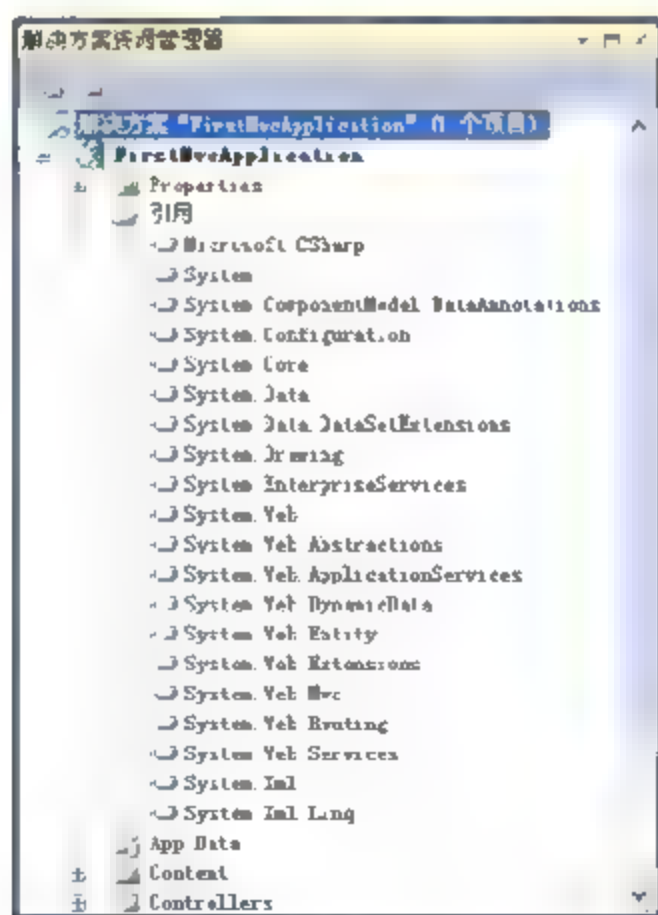 解决方案资源管理器
解决方案 "FirstMvcApplication" (1 个项目)
FirstMvcApplication
Properties
引用
Microsoft.CSharp
System
System.ComponentModel.DataAnnotations
System.Configuration
System.Core
System.Data
System.Data.DataSetExtensions
System.Drawing
System.EnterpriseServices
System.Web
System.Web.Abstractions
System.Web.ApplicationServices
System.Web.DynamicData
System.Web.Entity
System.Web.Extensions
System.Web.Mvc
System.Web.Routing
System.Web.Services
System.Xml
System.Xml.Linq
App_Data
Content
Controllers